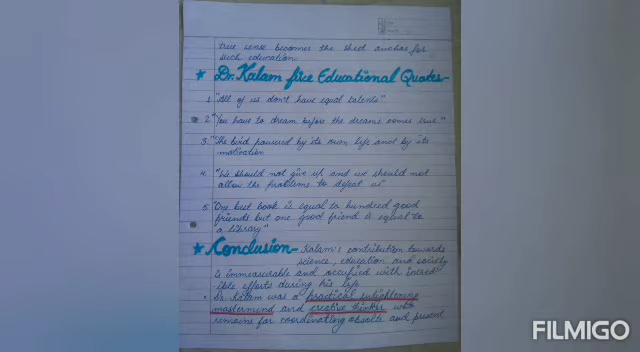 true sense becomes the shed anchor for
such education.
★ Dr. Kalam five Educational Quotes-
1. "All of us don't have equal talents"
2. "You have to dream before the dreams comes true."
3. "The bird powered by its own life and by its
motivation
4. "We should not give up and we should not
allow the problems to defeat us"
5. "One best book is equal to hundred good
friends but one good friend is equal to
"a library"
★ Conclusion- Kalam's contribution towards
science, education and society
is immeasurable and occufied with incred
ible efforts during his life.
Dr. Kalam was a practical enlightening
mastermind and creative thinker who
remains for coordinating and present
FILMIGO